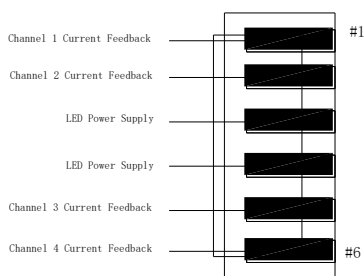 Channel 1 Current Feedback #1
Channel 2 Current Feedback
LED Power Supply
LED Power Supply
Channel 3 Current Feedback
Channel 4 Current Feedback #6